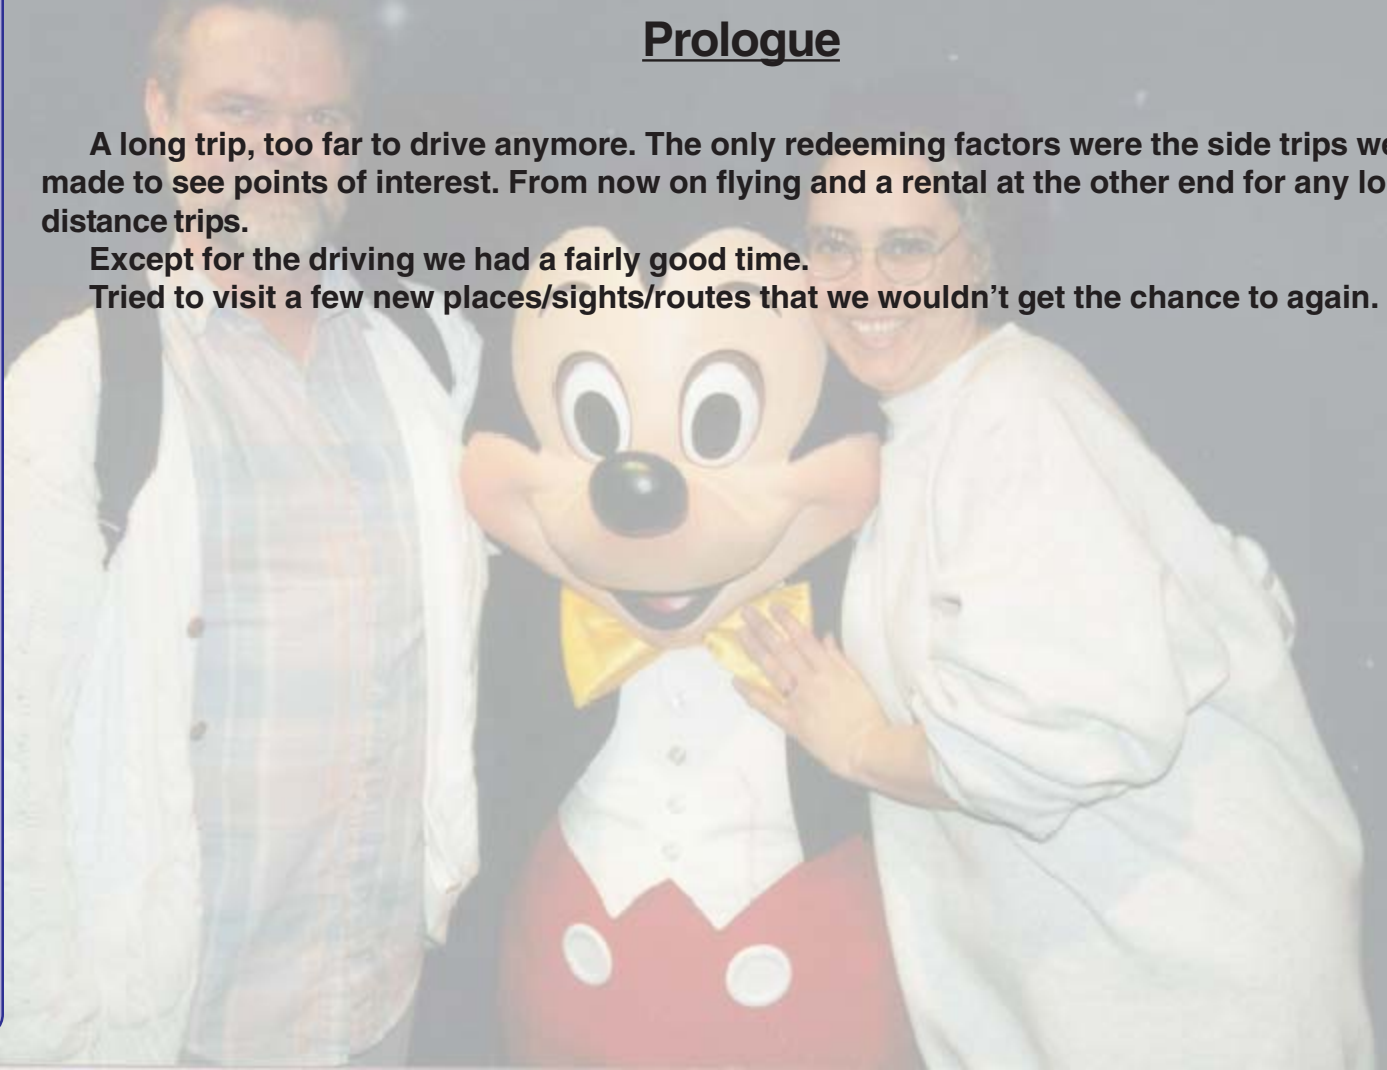 Prologue
A long trip, too far to drive anymore. The only redeeming factors were the side trips we
made to see points of interest. From now on flying and a rental at the other end for any lo
distance trips.
Except for the driving we had a fairly good time.
Tried to visit a few new places/sights/routes that we wouldn’t get the chance to again.